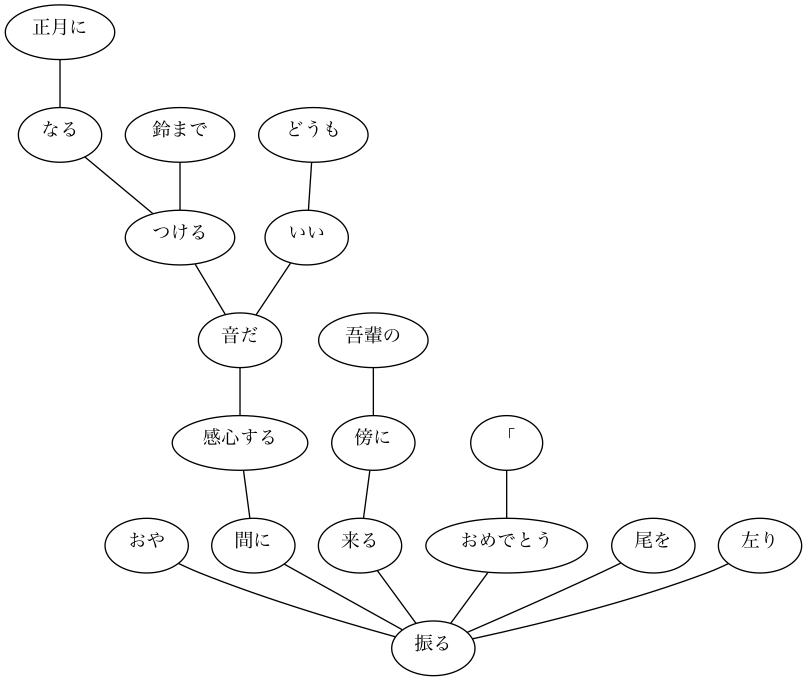 正月に
なる
鈴まで
どうも
つける
いい
音だ
吾輩の
感心する
傍に
「
おや
間に
来る
おめでとう
尾を
左り
振る